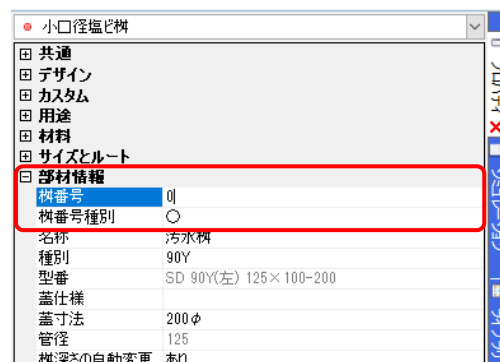 小口径塩ビ桝
共通
デザイン
カスタム
用途
材料
サイズとルート
部材情報
桝番号 0
桝番号種別 ○
名称 汚水桝
種別 90Y
型番 SD 90Y(左) 125×100-200
蓋仕様
蓋寸法 200φ
管径 125
桝深さの自動変更 あり